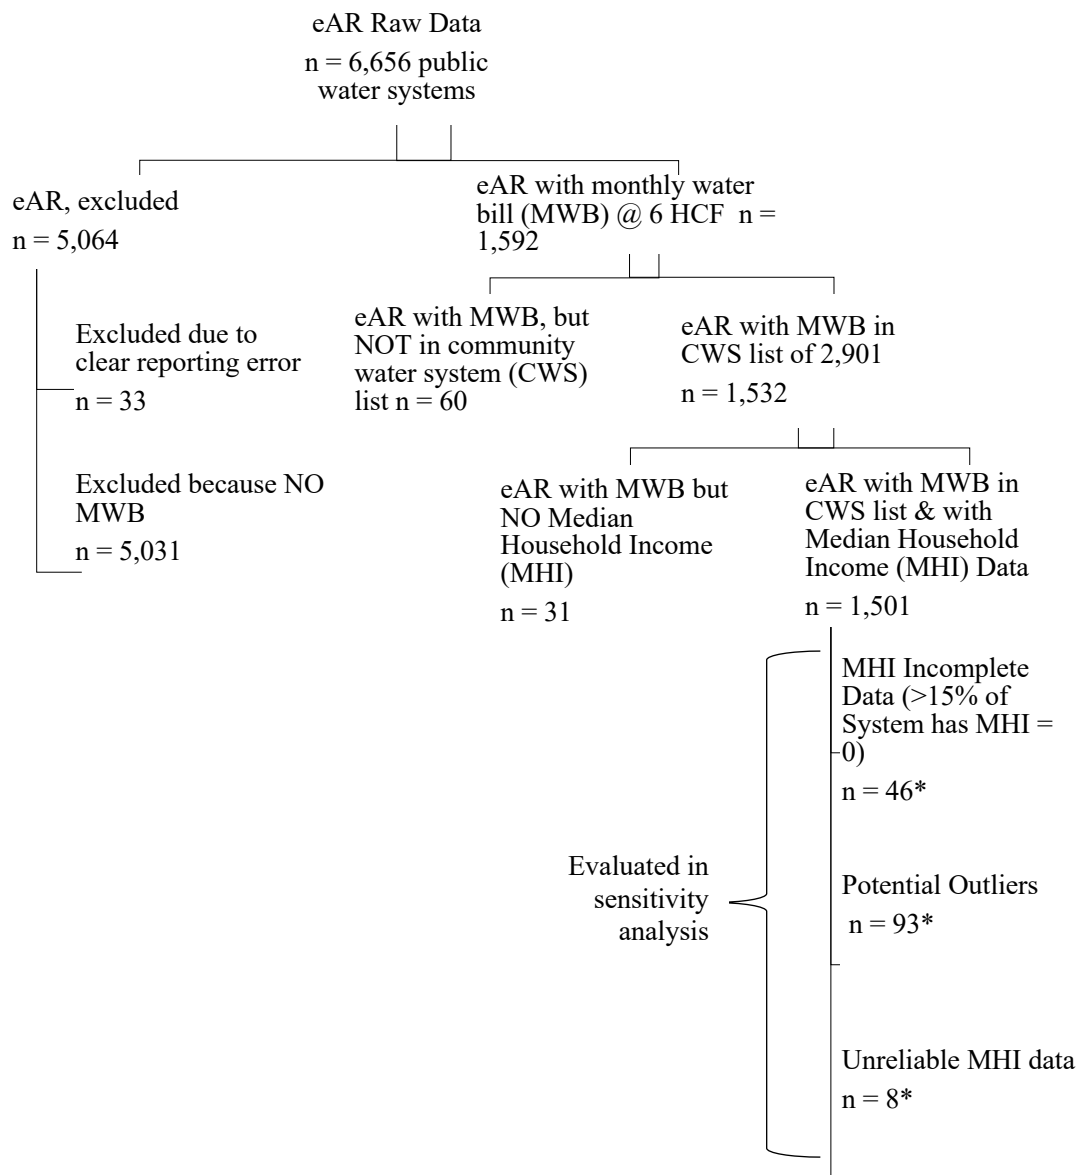 eAR Raw Data
n = 6,656 public
water systems
eAR, excluded
n = 5,064
eAR with monthly water
bill (MWB) @ 6 HCF  n =
1,592
Excluded due to
clear reporting error
n = 33
Excluded because NO
MWB
n = 5,031
eAR with MWB, but
NOT in community
water system (CWS)
list n = 60
eAR with MWB in
CWS list of 2,901
n = 1,532
eAR with MWB but
NO Median
Household Income
(MHI)
n = 31
eAR with MWB in
CWS list & with
Median Household
Income (MHI) Data
n = 1,501
MHI Incomplete
Data (>15% of
System has MHI =
0)
n = 46*
Evaluated in
sensitivity
analysis
Potential Outliers
n = 93*
Unreliable MHI data
n = 8*